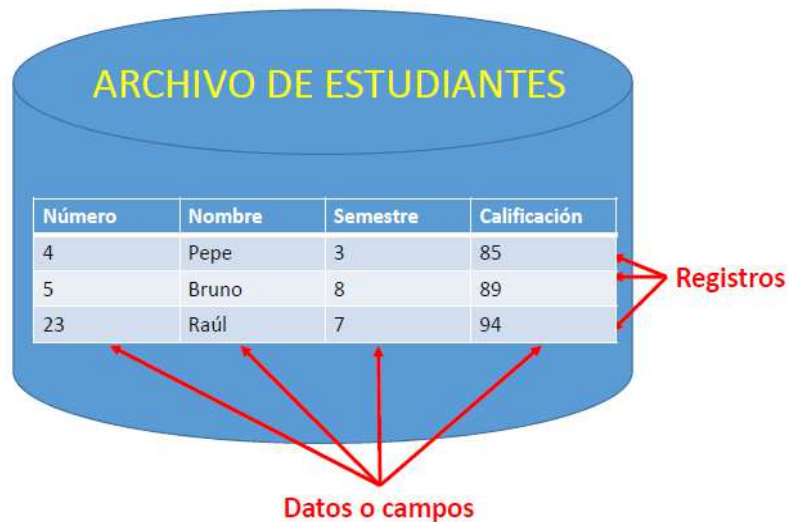 ARCHIVO DE ESTUDIANTES
Número Nombre Semestre Calificación
4 Pepe 3 85
5 Bruno 8 89
23 Raúl 7 94
Registros
Datos o campos